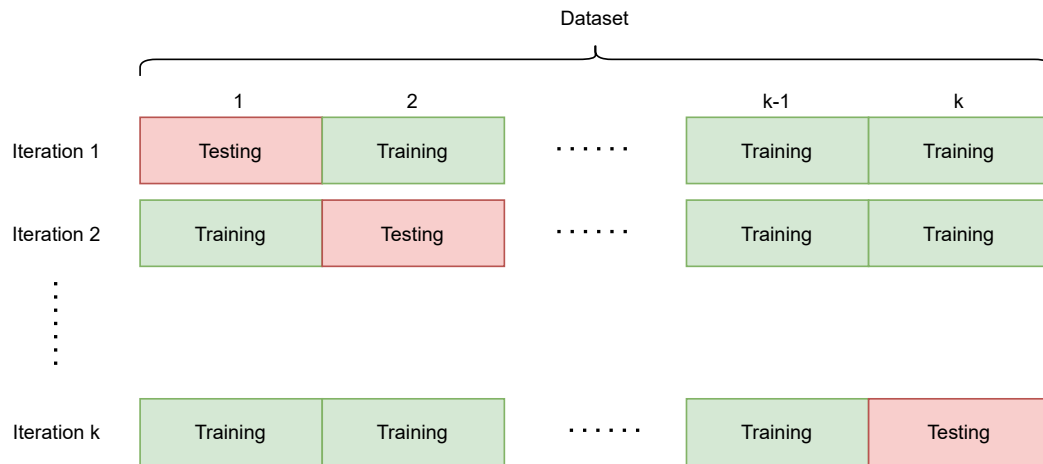 Dataset
1 2 k-1 k
Iteration 1 Testing Training ...... Training Training
Iteration 2 Training Testing ...... Training Training
Iteration k Training Training ...... Training Testing